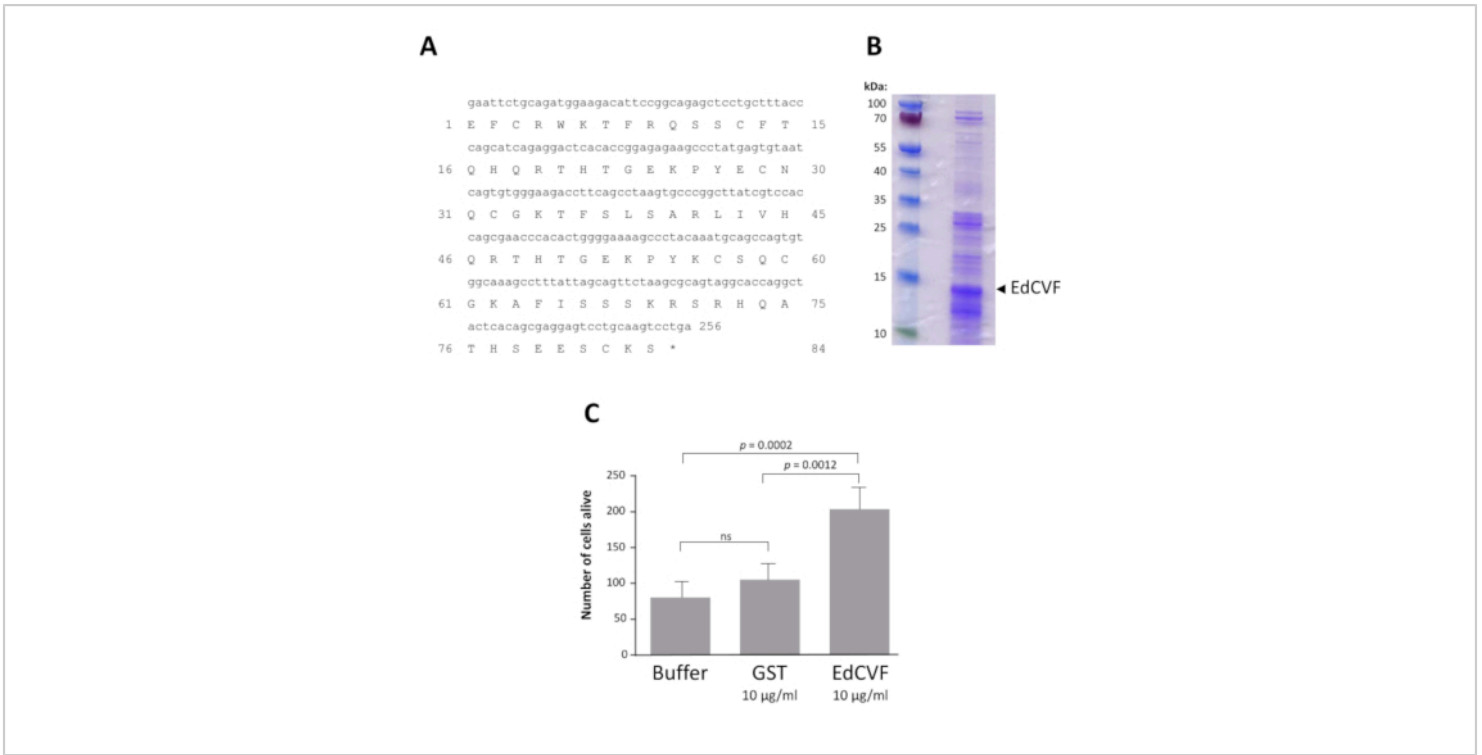 A
gaattctgcagatggaagacattccggcagagctcctgctttacc
1 E F C R W K T F R Q S S C F T 15
cagcatcagaggactcacaccggagagaagccctatgagtgtaat
16 Q H Q R T H T G E K P Y E C N 30
cagtgtgggaagaccttcagcctaagtgcccggcttatcgtccac
31 Q C G K T F S L S A R L I V H 45
cagcgaacccacactggggaaaagccctacaaatgcagccagtgt
46 Q R T H T G E K P Y K C S Q C 60
ggcaaagcctttattagcagttctaagcgcagtaggcaccaggct
61 G K A F I S S S K R S R H Q A 75
actcacagcgaggagtcctgcaagtcctga 256
76 T H S E E S C K S * 84
B
kDa:
100
70
55
40
35
25
15
10
◄ EdCVF
C
p = 0.0002
p = 0.0012
ns
Number of cells alive
250
200
150
100
50
0
Buffer GST EdCVF
10 μg/ml 10 μg/ml